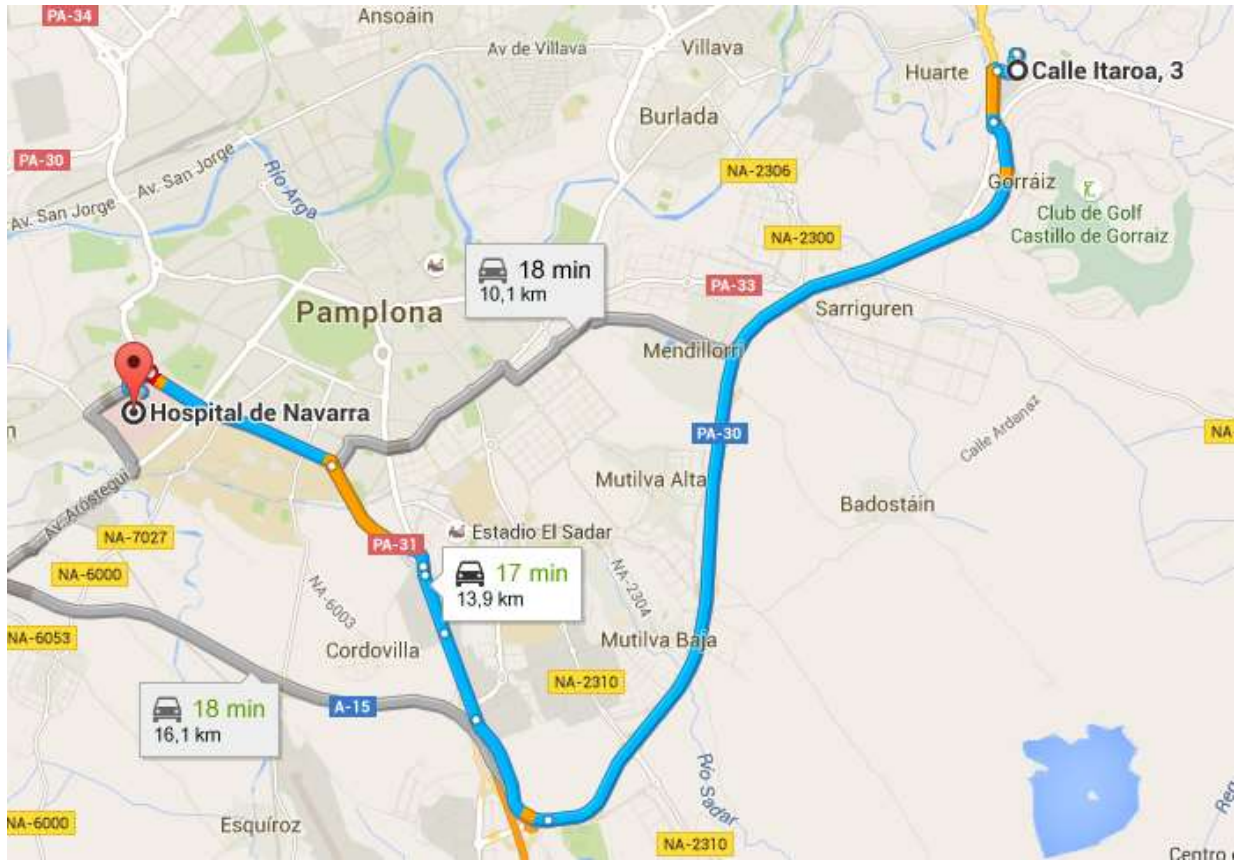 PA-34
Ansoáin
Av de Villava
Villava
Huarte
Calle Itaroa, 3
Burlada
PA-30
Av. San Jorge
Río Arga
Av. San Jorge
NA-2306
Gorráiz
Club de Golf
Castillo de Gorraiz
NA-2300
18 min
10,1 km
PA-33
Pamplona
Sarriguren
Mendillorri
Hospital de Navarra
n
PA-30
NA-
Calle Ardanaz
Mutilva Alta
Badostáin
Av. Aróstegui
NA-7027
Estadio El Sadar
PA-31
NA-6000
17 min
13,9 km
NA-6003
NA-2304
NA-6053
Cordovilla
Mutilva Baja
NA-2310
18 min
16,1 km
A-15
Río Sadar
Reg
NA-6000
Esquíroz
NA-2310
Centro